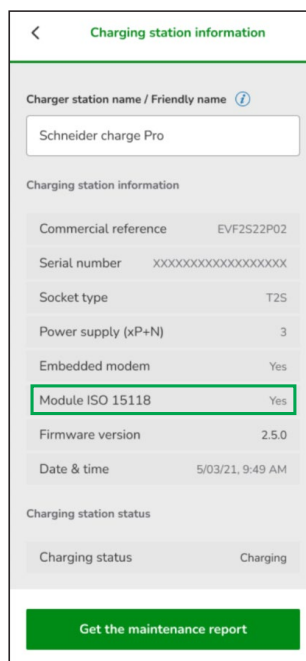 Charging station information
Charger station name / Friendly name i
Schneider charge Pro
Charging station information
Commercial reference EVF2S22P02
Serial number XXXXXXXXXXXXXXXXXX
Socket type T2S
Power supply (xP+N) 3
Embedded modem Yes
Module ISO 15118 Yes
Firmware version 2.5.0
Date & time 5/03/21, 9:49 AM
Charging station status
Charging status Charging
Get the maintenance report